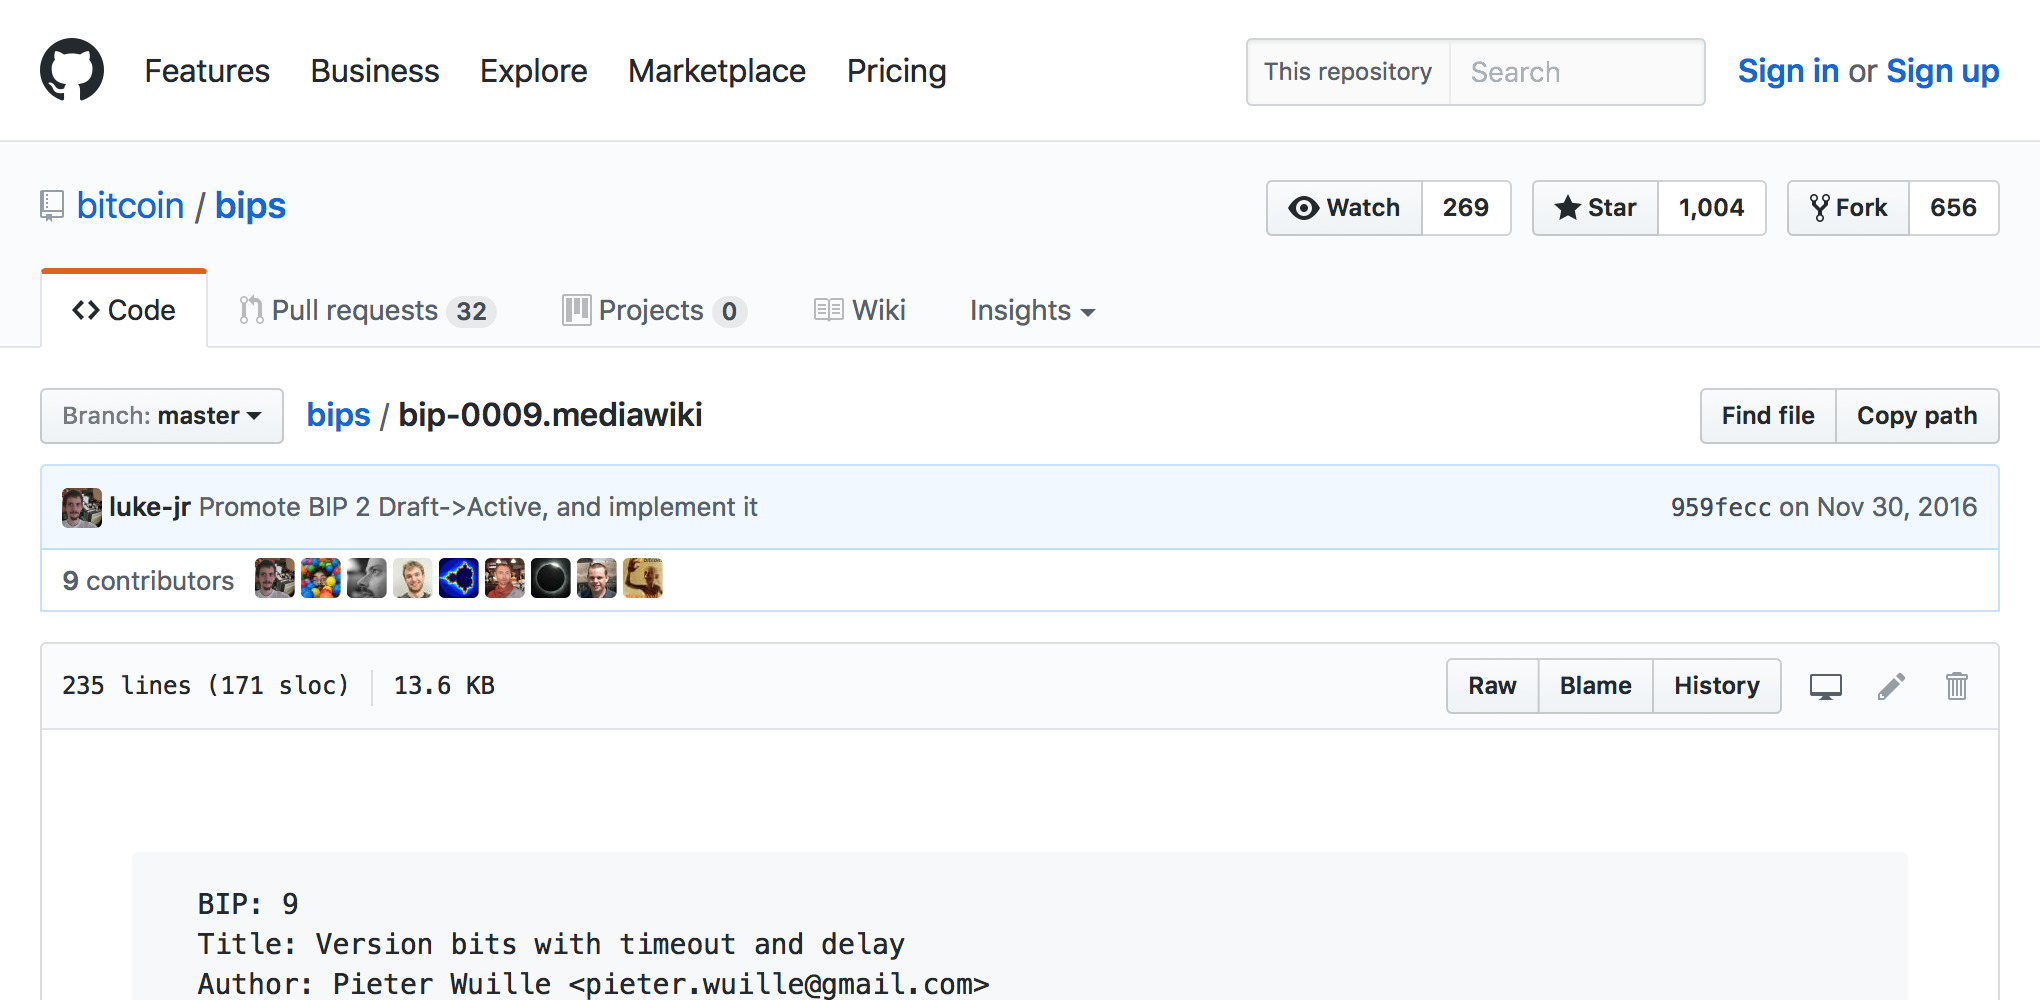 Features Business Explore Marketplace Pricing This repository Search Sign in or Sign up
bitcoin / bips Watch 269 Star 1,004 Fork 656
Code Pull requests 32 Projects 0 Wiki Insights
Branch: master bips / bip-0009.mediawiki Find file Copy path
luke-jr Promote BIP 2 Draft->Active, and implement it 959fecc on Nov 30, 2016
9 contributors
235 lines (171 sloc) 13.6 KB Raw Blame History
BIP: 9
Title: Version bits with timeout and delay
Author: Pieter Wuille <pieter.wuille@gmail.com>